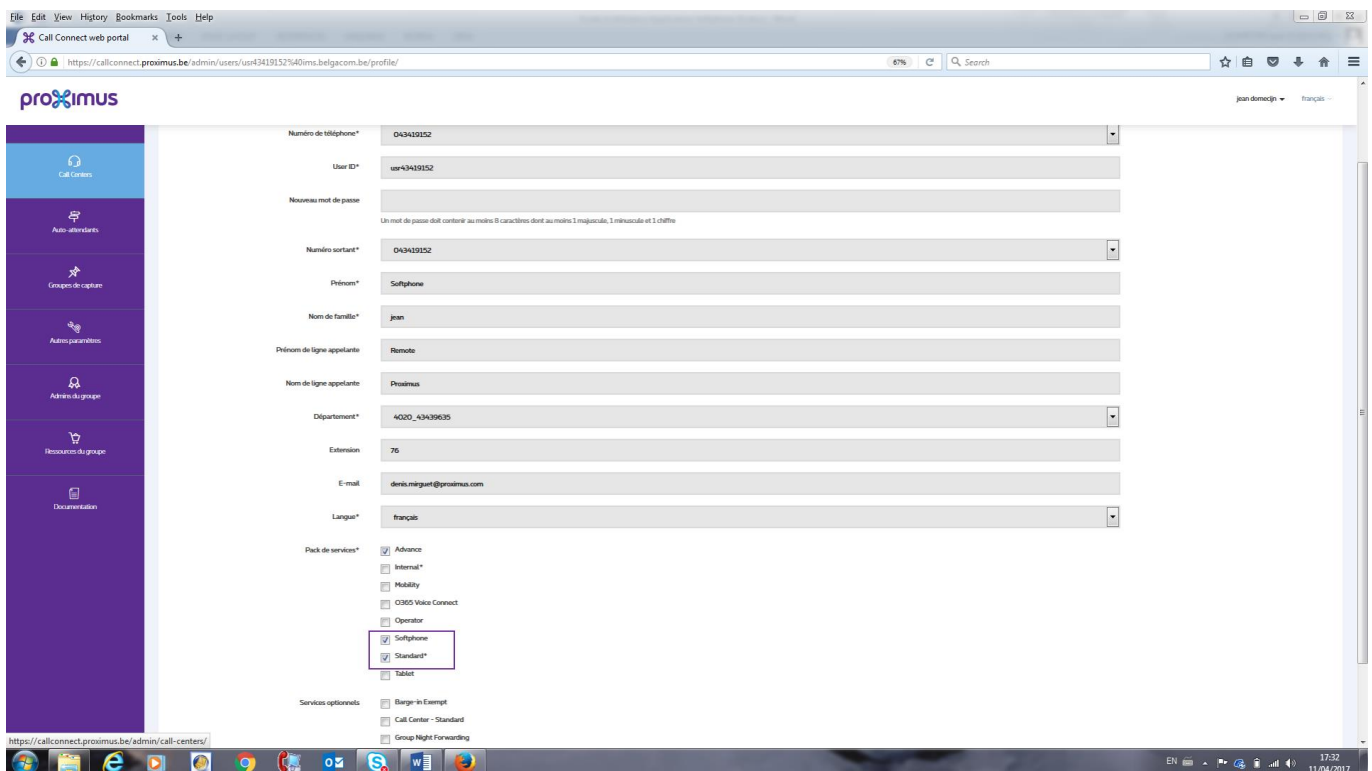 File Edit View History Bookmarks Tools Help
Call Connect web portal × +
https://callconnect.proximus.be/admin/users/usr43419152%40ims.belgacom.be/profile/ 67% Search
proximus jean domecijn français
Call Centers
Auto-attendants
Groupes de capture
Autres paramètres
Admins du groupe
Ressources du groupe
Documentation
Numéro de téléphone* 043419152
User ID* usr43419152
Nouveau mot de passe
Un mot de passe doit contenir au moins 8 caractères dont au moins 1 majuscule, 1 minuscule et 1 chiffre
Numéro sortant* 043419152
Prénom* Softphone
Nom de famille* jean
Prénom de ligne appelante Remote
Nom de ligne appelante Proximus
Département* 4020_43439635
Extension 76
E-mail denis.mirguet@proximus.com
Langue* français
Pack de services* Advance
Internal*
Mobility
O365 Voice Connect
Operator
Softphone
Standard*
Tablet
Services optionnels Barge-in Exempt
Call Center - Standard
Group Night Forwarding
https://callconnect.proximus.be/admin/call-centers/
EN 17:32
11/04/2017